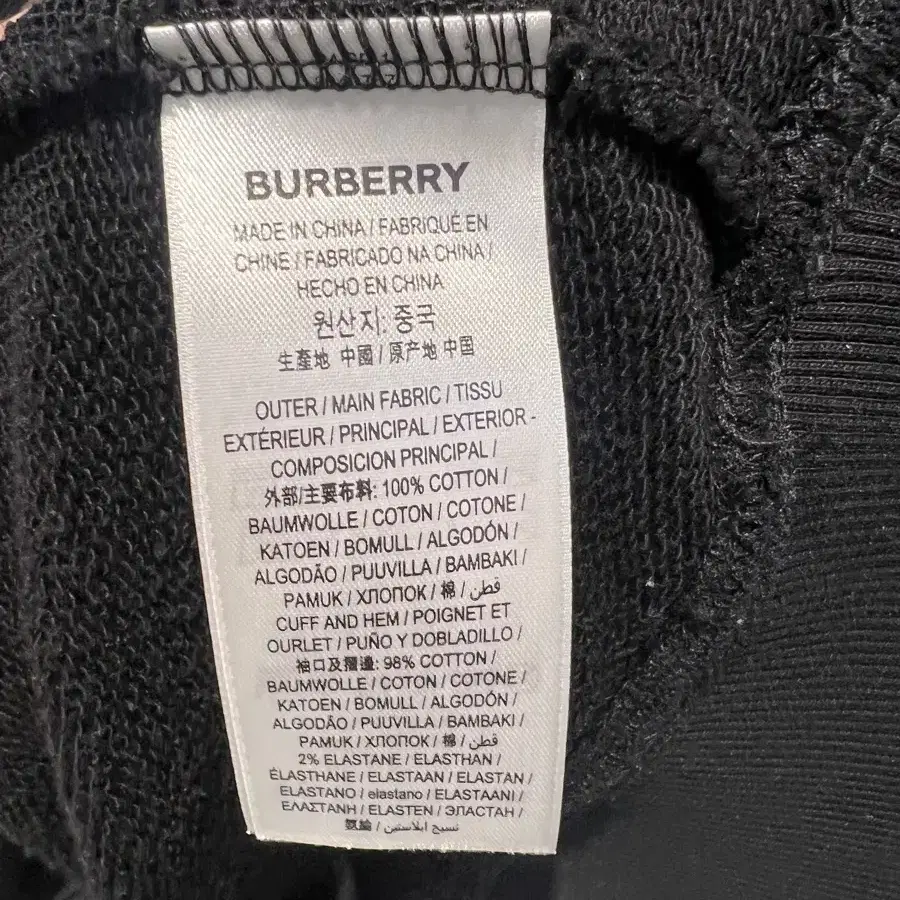 BURBERRY
MADE IN CHINA / FABRIQUÉ EN
CHINE / FABRICADO NA CHINA /
HECHO EN CHINA
원산지: 중국
生產地 中國 / 原产地 中国
OUTER / MAIN FABRIC / TISSU
EXTÉRIEUR / PRINCIPAL / EXTERIOR -
COMPOSICION PRINCIPAL /
外部/主要布料: 100% COTTON /
BAUMWOLLE / COTON / COTONE /
KATOEN / BOMULL / ALGODÓN /
ALGODÃO / PUUVILLA / BAMBAKI /
PAMUK / ХЛОПОК / 棉 / قطن
CUFF AND HEM / POIGNET ET
OURLET / PUÑO Y DOBLADILLO /
袖口及摺邊: 98% COTTON /
BAUMWOLLE / COTON / COTONE /
KATOEN / BOMULL / ALGODÓN /
ALGODÃO / PUUVILLA / BAMBAKI /
PAMUK / ХЛОПОК / 棉 / قطن
2% ELASTANE / ELASTHAN /
ÉLASTHANE / ELASTAAN / ELASTAN /
ELASTANO / elastano / ELASTAANI /
ΕΛΑΣΤΑΝΗ / ELASTEN / ЭЛАСТАН /
氨綸 / نسيج ايلاستين